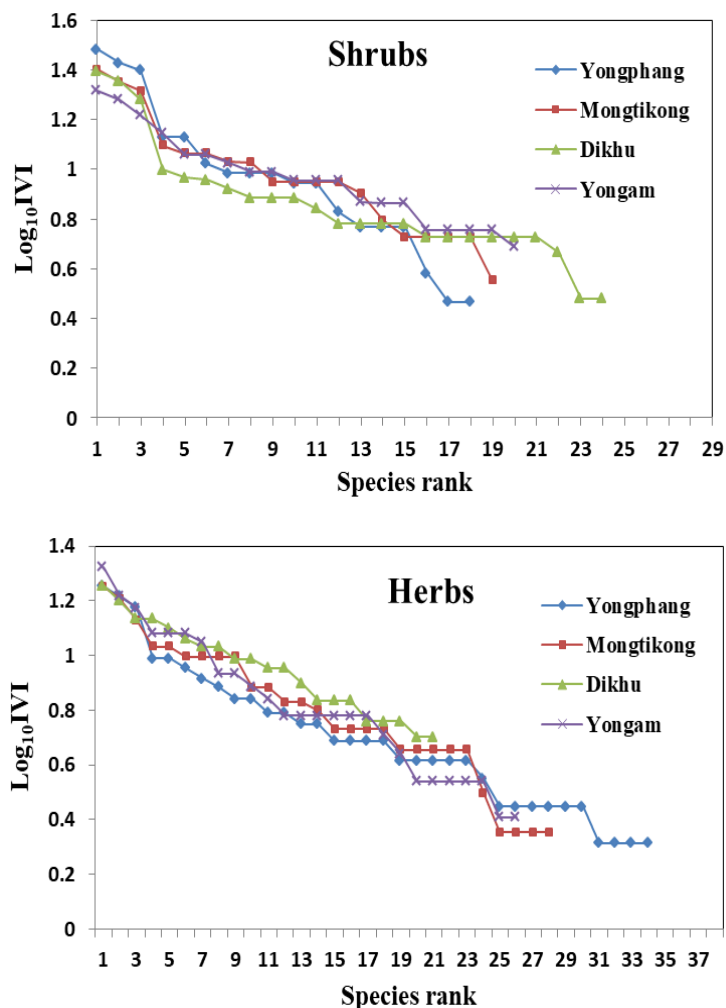 Shrubs
Yongphang
Mongtikong
Dikhu
Yongam
Log₁₀IVI
1.6
1.4
1.2
1
0.8
0.6
0.4
0.2
0
1 3 5 7 9 11 13 15 17 19 21 23 25 27 29
Species rank
Herbs
Yongphang
Mongtikong
Dikhu
Yongam
Log₁₀IVI
1.4
1.2
1
0.8
0.6
0.4
0.2
0
1 3 5 7 9 11 13 15 17 19 21 23 25 27 29 31 33 35 37
Species rank